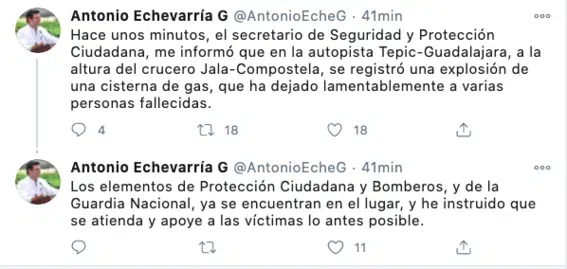 Antonio Echevarría G @AntonioEcheG · 41min
Hace unos minutos, el secretario de Seguridad y Protección
Ciudadana, me informó que en la autopista Tepic-Guadalajara, a la
altura del crucero Jala-Compostela, se registró una explosión de
una cisterna de gas, que ha dejado lamentablemente a varias
personas fallecidas.
4 18 18
Antonio Echevarría G @AntonioEcheG · 41min
Los elementos de Protección Ciudadana y Bomberos, y de la
Guardia Nacional, ya se encuentran en el lugar, y he instruido que
se atienda y apoye a las víctimas lo antes posible.
11